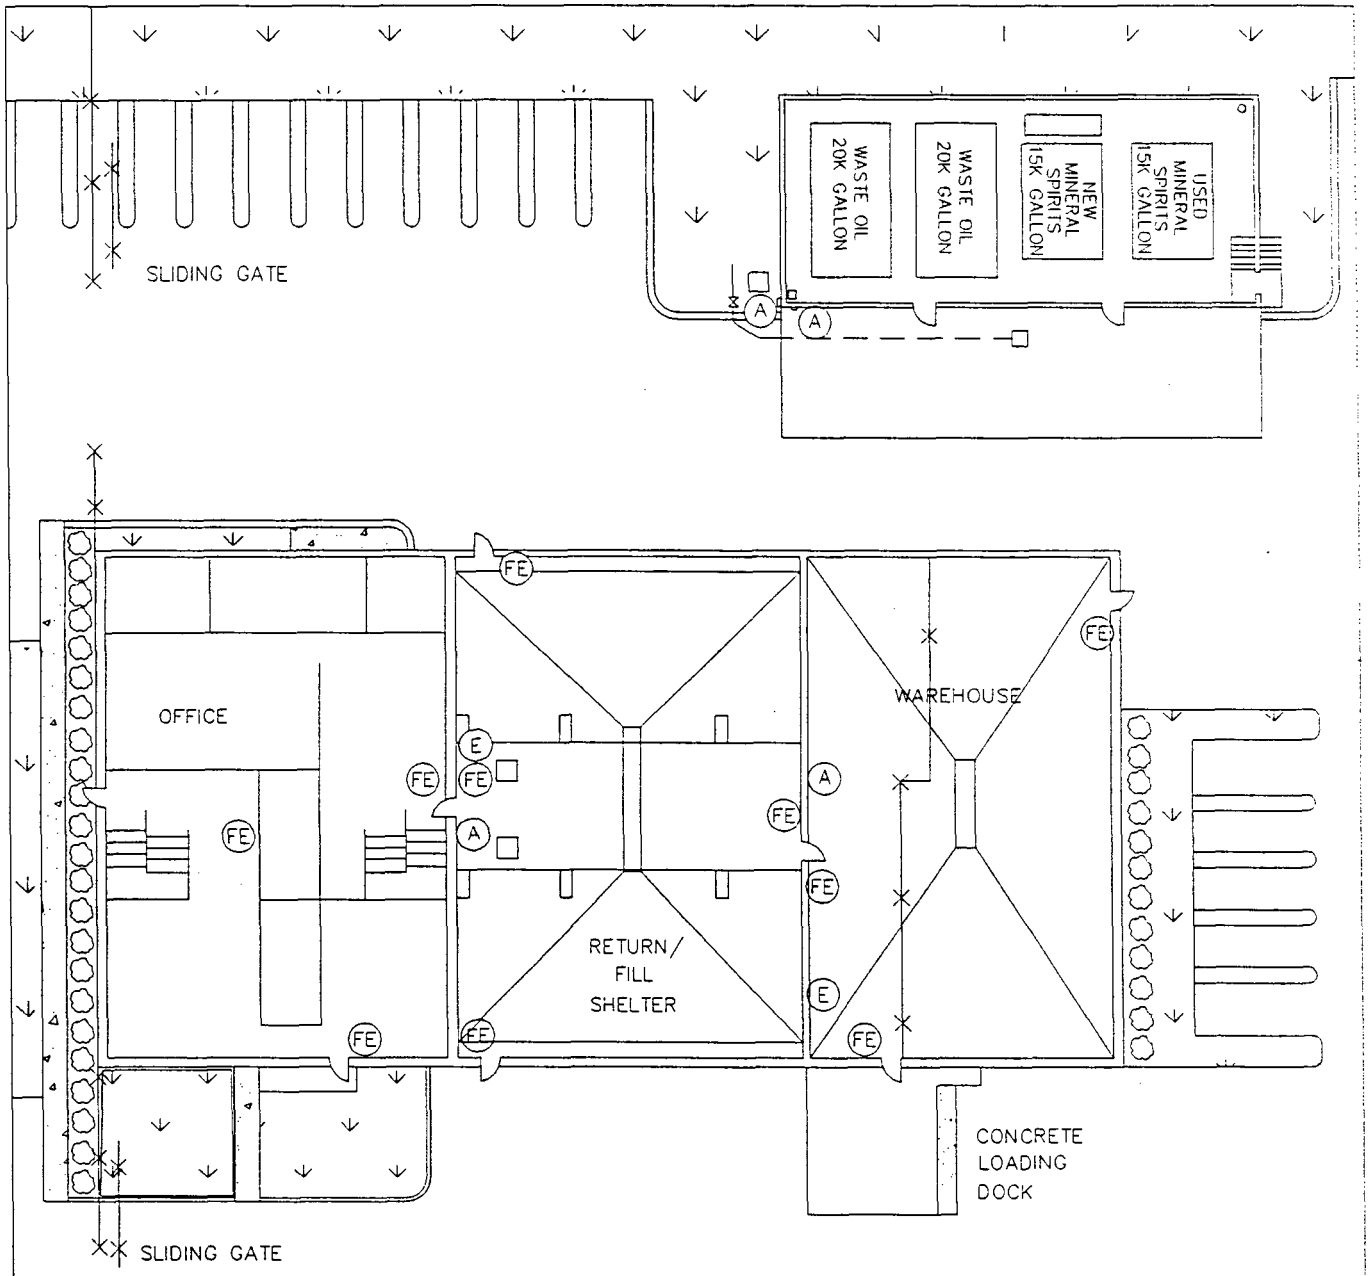 WASTE OIL
20K GALLON
WASTE OIL
20K GALLON
NEW
MINERAL
SPIRITS
15K GALLON
USED
MINERAL
SPIRITS
15K GALLON
SLIDING GATE
A
A
FE
FE
OFFICE
WAREHOUSE
E
FE
FE
A
FE
FE
A
FE
RETURN/
FILL
SHELTER
E
FE
FE
FE
CONCRETE
LOADING
DOCK
SLIDING GATE